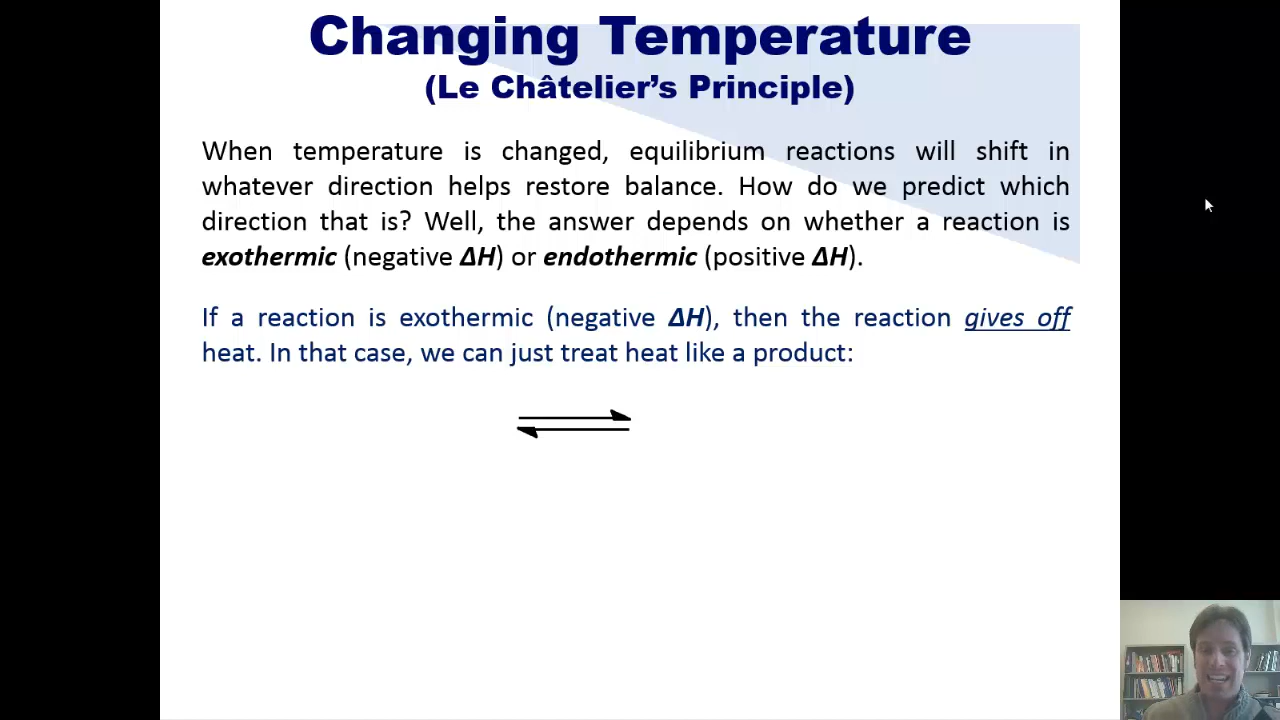 Changing Temperature
(Le Châtelier’s Principle)
When temperature is changed, equilibrium reactions will shift in
whatever direction helps restore balance. How do we predict which
direction that is? Well, the answer depends on whether a reaction is
exothermic (negative ΔH) or endothermic (positive ΔH).
If a reaction is exothermic (negative ΔH), then the reaction gives off
heat. In that case, we can just treat heat like a product: